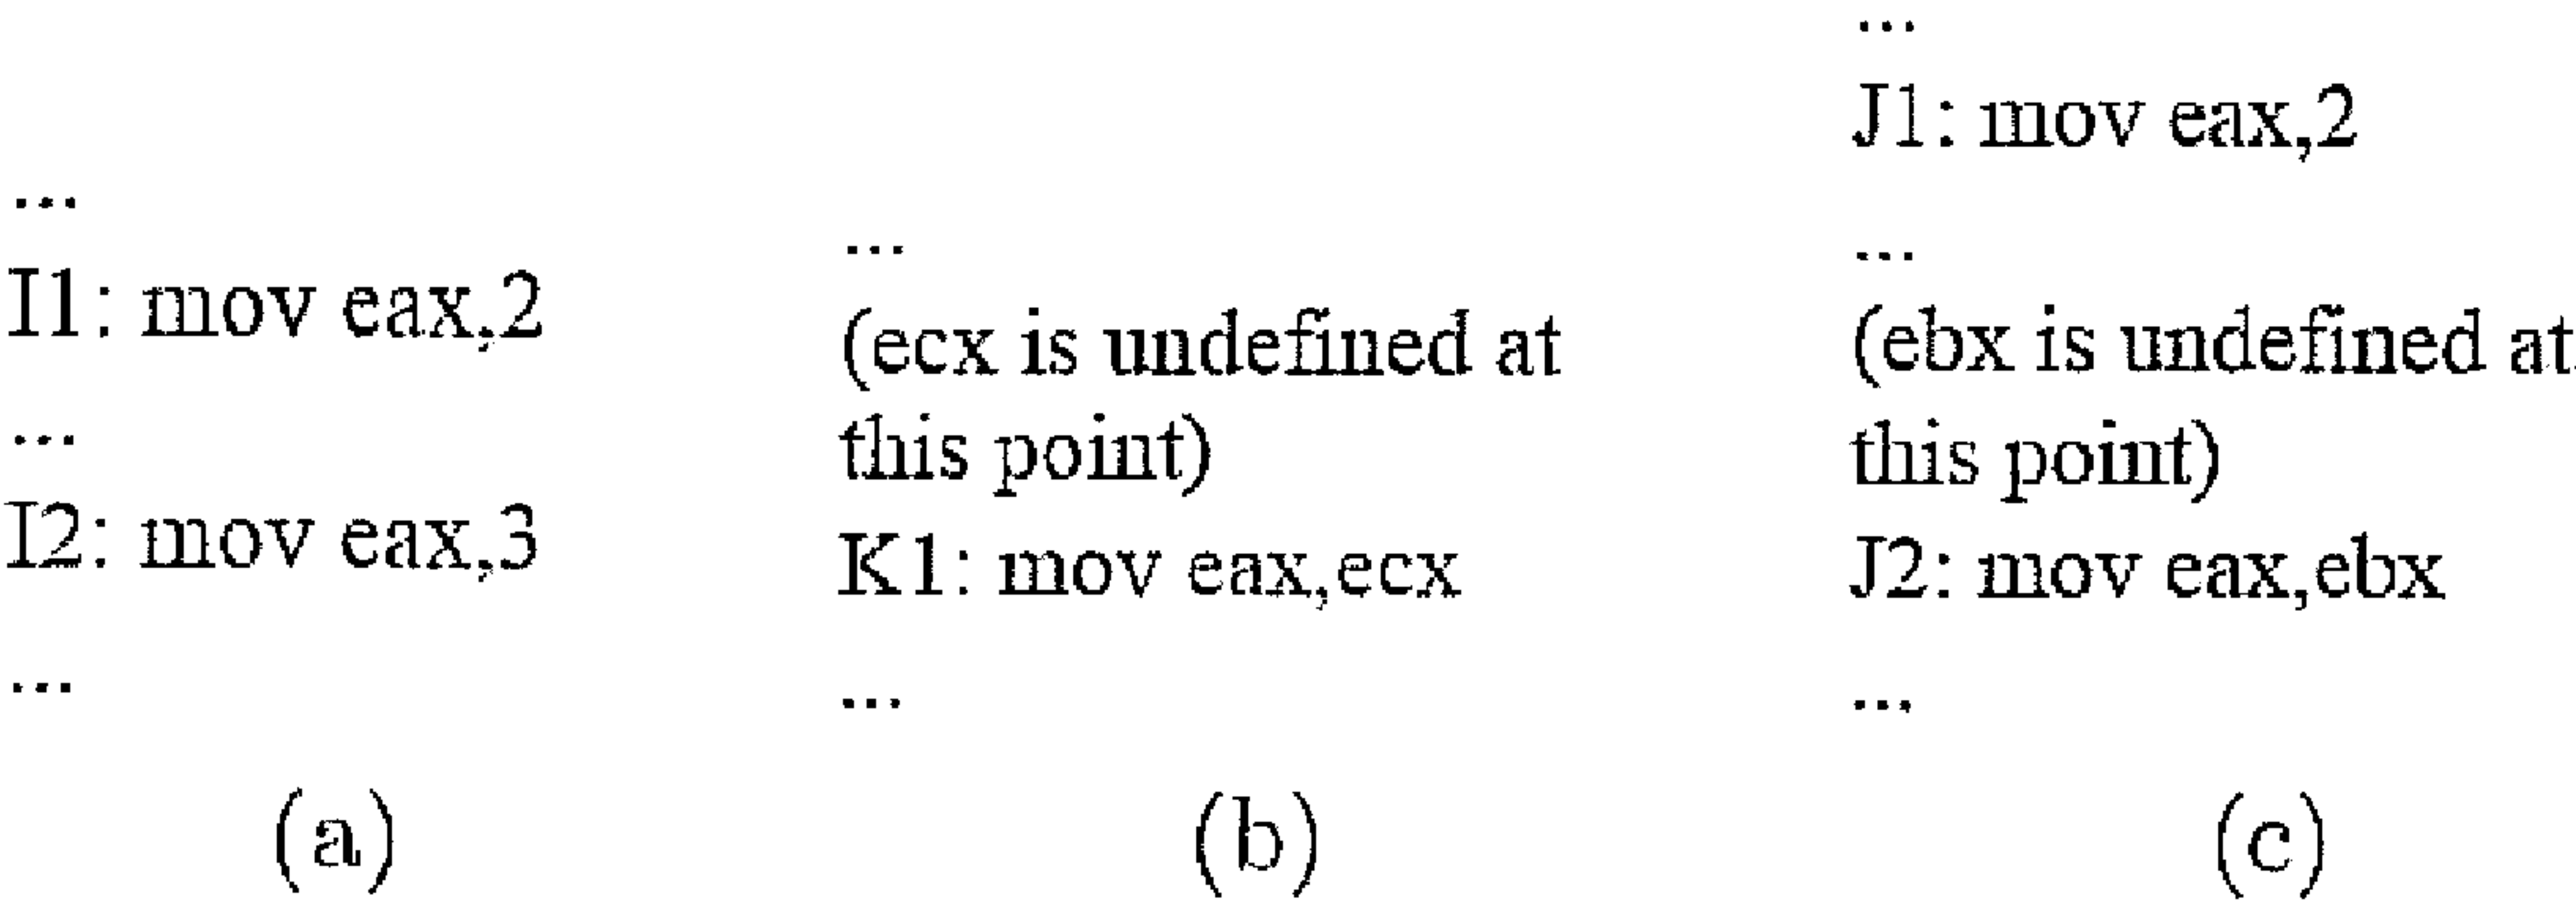 ...
I1: mov eax,2
...
I2: mov eax,3
...
(a)
...
(ecx is undefined at
this point)
K1: mov eax,ecx
...
(b)
...
J1: mov eax,2
...
(ebx is undefined at
this point)
J2: mov eax,ebx
...
(c)